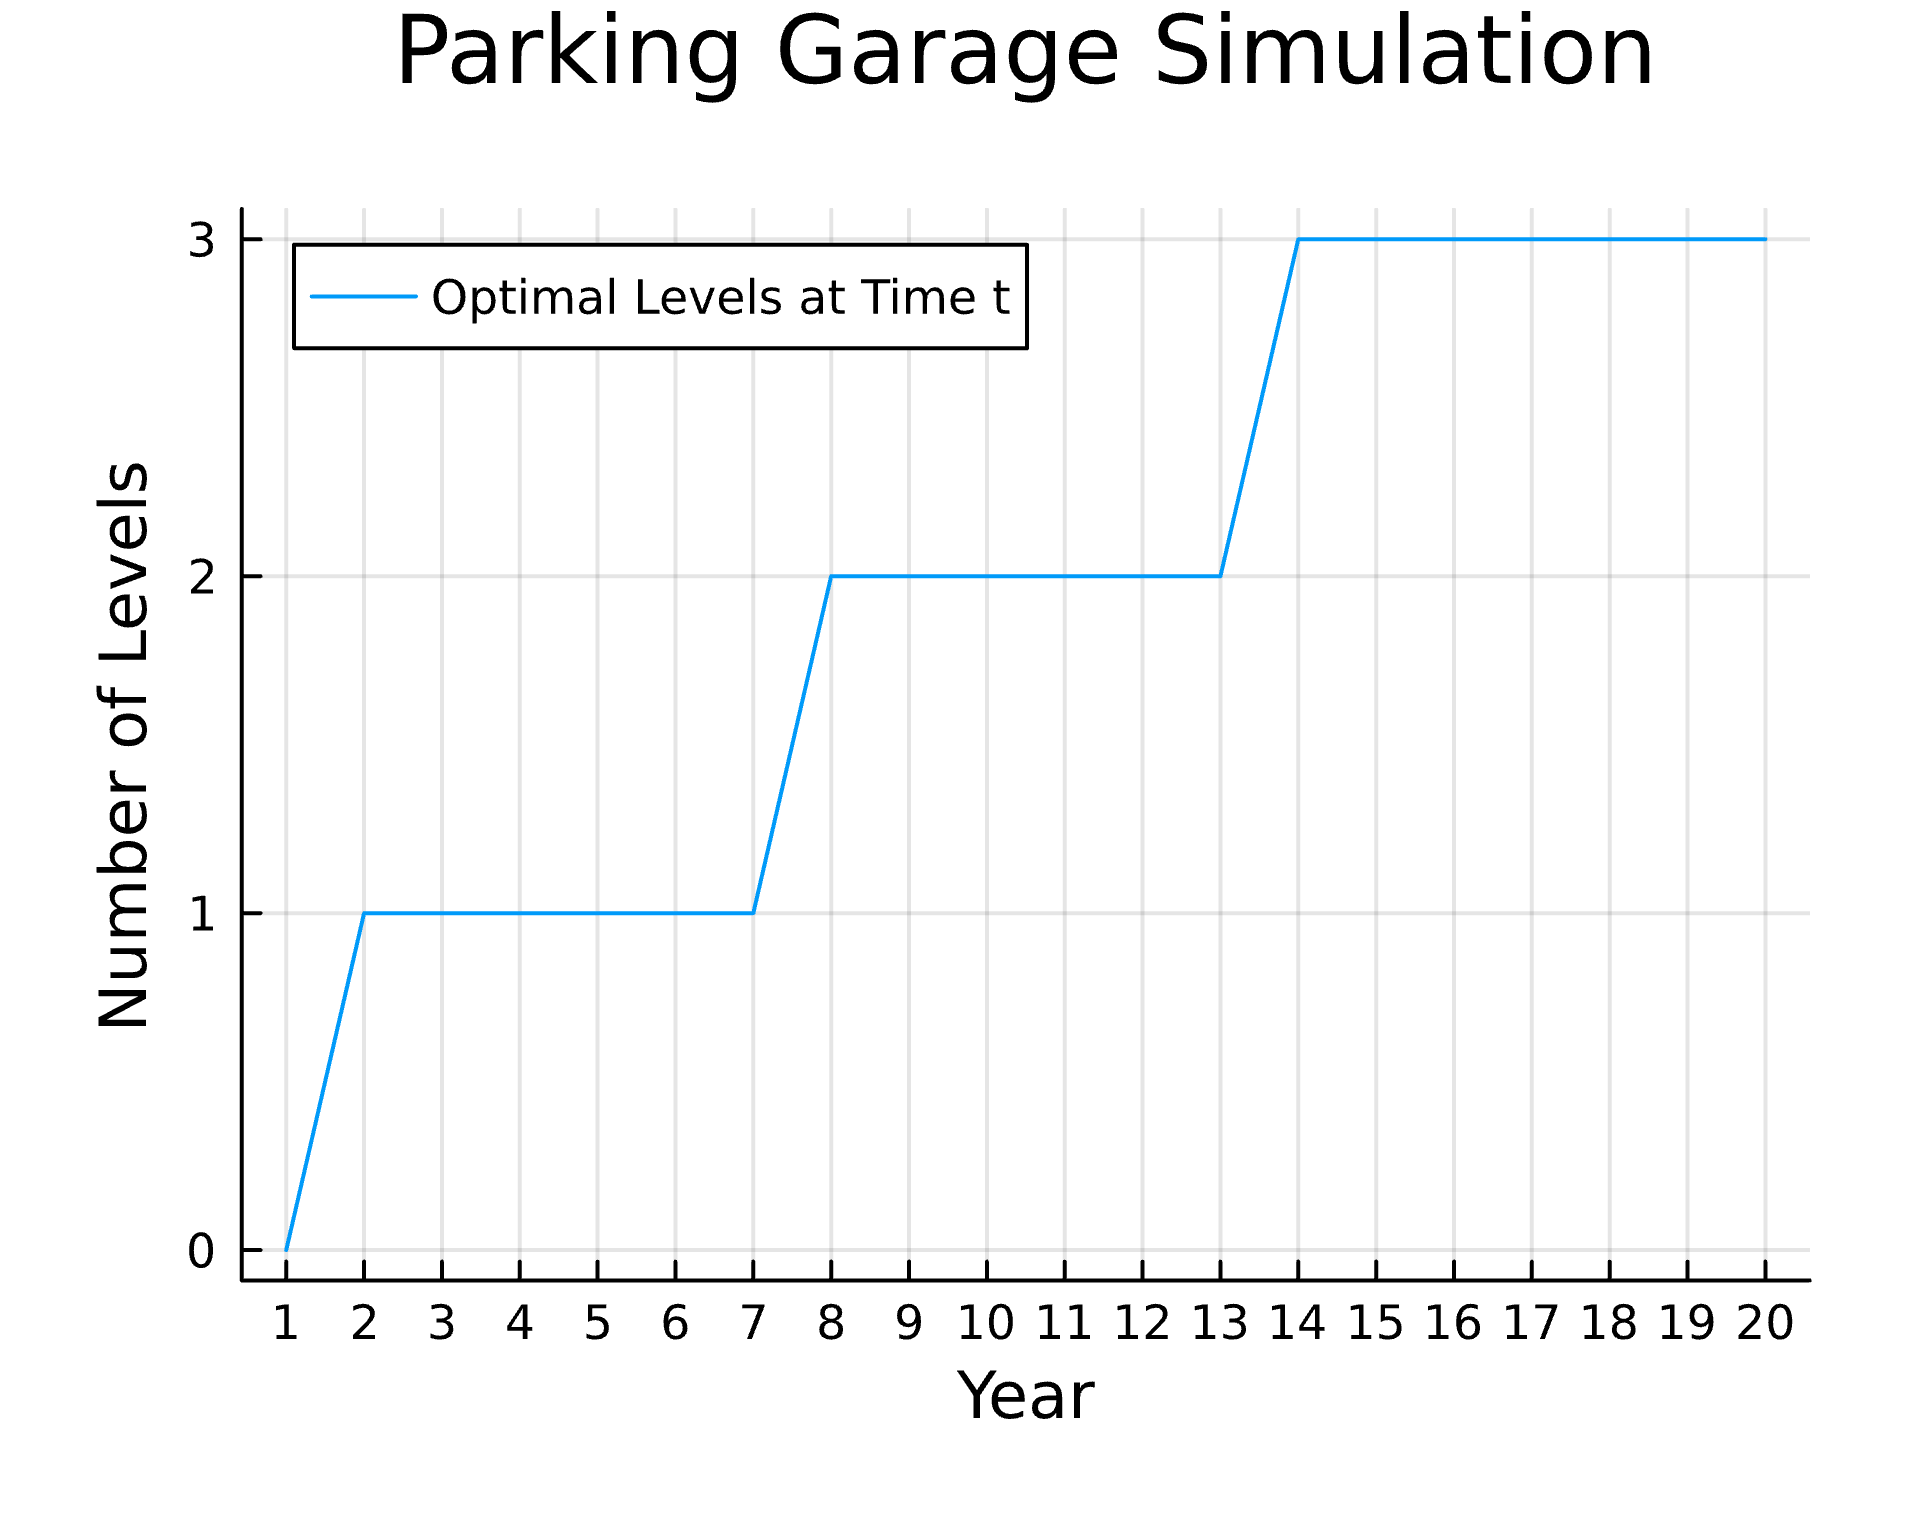 Parking Garage Simulation
3
Optimal Levels at Time t
2
1
0
Number of Levels
1 2 3 4 5 6 7 8 9 10 11 12 13 14 15 16 17 18 19 20
Year